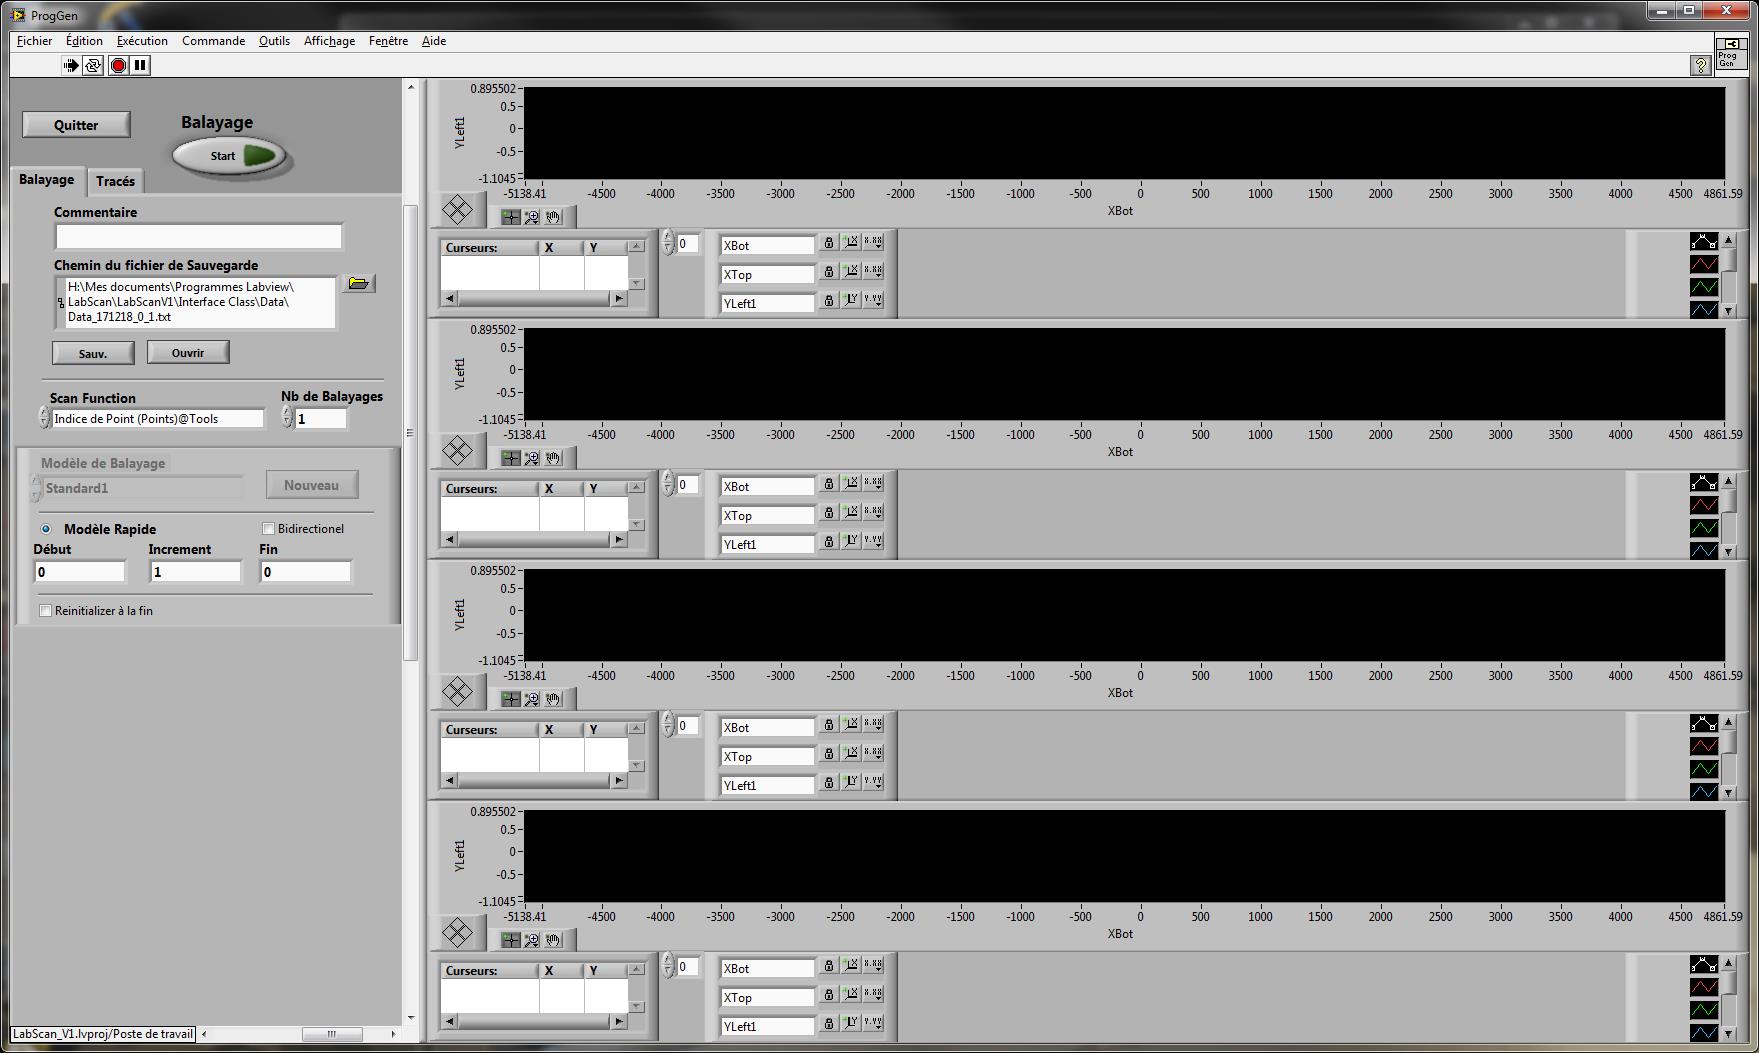 ProgGen
Fichier Édition Exécution Commande Outils Affichage Fenêtre Aide
Prog
Gen
Quitter
Balayage
Start
Balayage Tracés
Commentaire
Chemin du fichier de Sauvegarde
H:\Mes documents\Programmes Labview\
LabScan\LabScanV1\Interface Class\Data\
Data_171218_0_1.txt
Sauv. Ouvrir
Scan Function Nb de Balayages
Indice de Point (Points)@Tools 1
Modèle de Balayage
Standard1 Nouveau
Modèle Rapide Bidirectionel
Début Increment Fin
0 1 0
Reinitializer à la fin
LabScan_V1.lvproj/Poste de travail
YLeft1
0.895502
0.5
0
-0.5
-1.1045
-5138.41 -4500 -4000 -3500 -3000 -2500 -2000 -1500 -1000 -500 0 500 1000 1500 2000 2500 3000 3500 4000 4500 4861.59
XBot
Curseurs: X Y
0
XBot
XTop
YLeft1
YLeft1
0.895502
0.5
0
-0.5
-1.1045
-5138.41 -4500 -4000 -3500 -3000 -2500 -2000 -1500 -1000 -500 0 500 1000 1500 2000 2500 3000 3500 4000 4500 4861.59
XBot
Curseurs: X Y
0
XBot
XTop
YLeft1
YLeft1
0.895502
0.5
0
-0.5
-1.1045
-5138.41 -4500 -4000 -3500 -3000 -2500 -2000 -1500 -1000 -500 0 500 1000 1500 2000 2500 3000 3500 4000 4500 4861.59
XBot
Curseurs: X Y
0
XBot
XTop
YLeft1
YLeft1
0.895502
0.5
0
-0.5
-1.1045
-5138.41 -4500 -4000 -3500 -3000 -2500 -2000 -1500 -1000 -500 0 500 1000 1500 2000 2500 3000 3500 4000 4500 4861.59
XBot
Curseurs: X Y
0
XBot
XTop
YLeft1